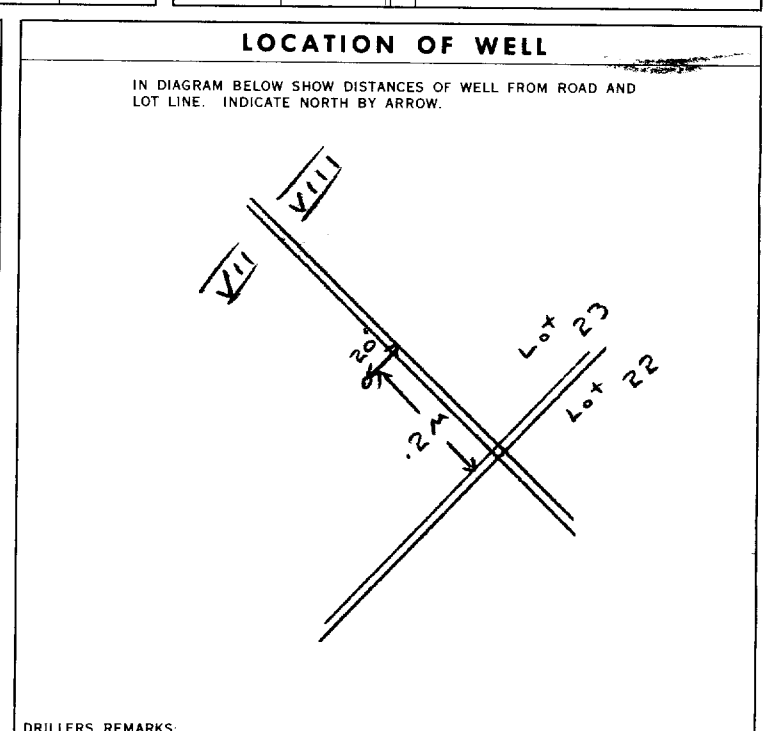 LOCATION OF WELL
IN DIAGRAM BELOW SHOW DISTANCES OF WELL FROM ROAD AND
LOT LINE. INDICATE NORTH BY ARROW.
VIII
VII
Lot 23
Lot 22
20'
.2 M
DRILLERS REMARKS: